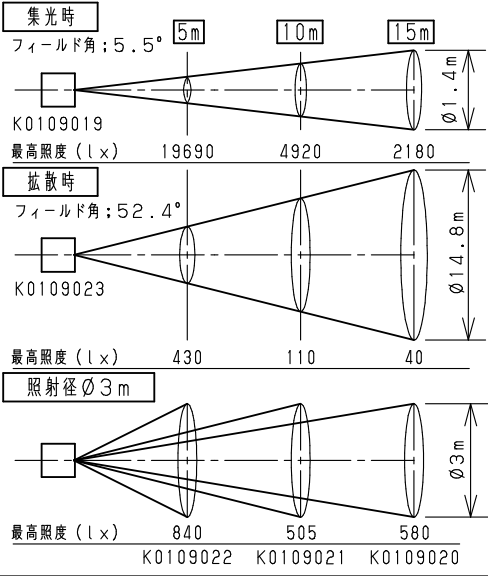 集光時
フィールド角；5.5°
5m 10m 15m
Ø1.4m
K0109019
最高照度（lx） 19690 4920 2180
拡散時
フィールド角；52.4°
Ø14.8m
K0109023
最高照度（lx） 430 110 40
照射径Ø3m
Ø3m
最高照度（lx） 840 505 580
K0109022 K0109021 K0109020